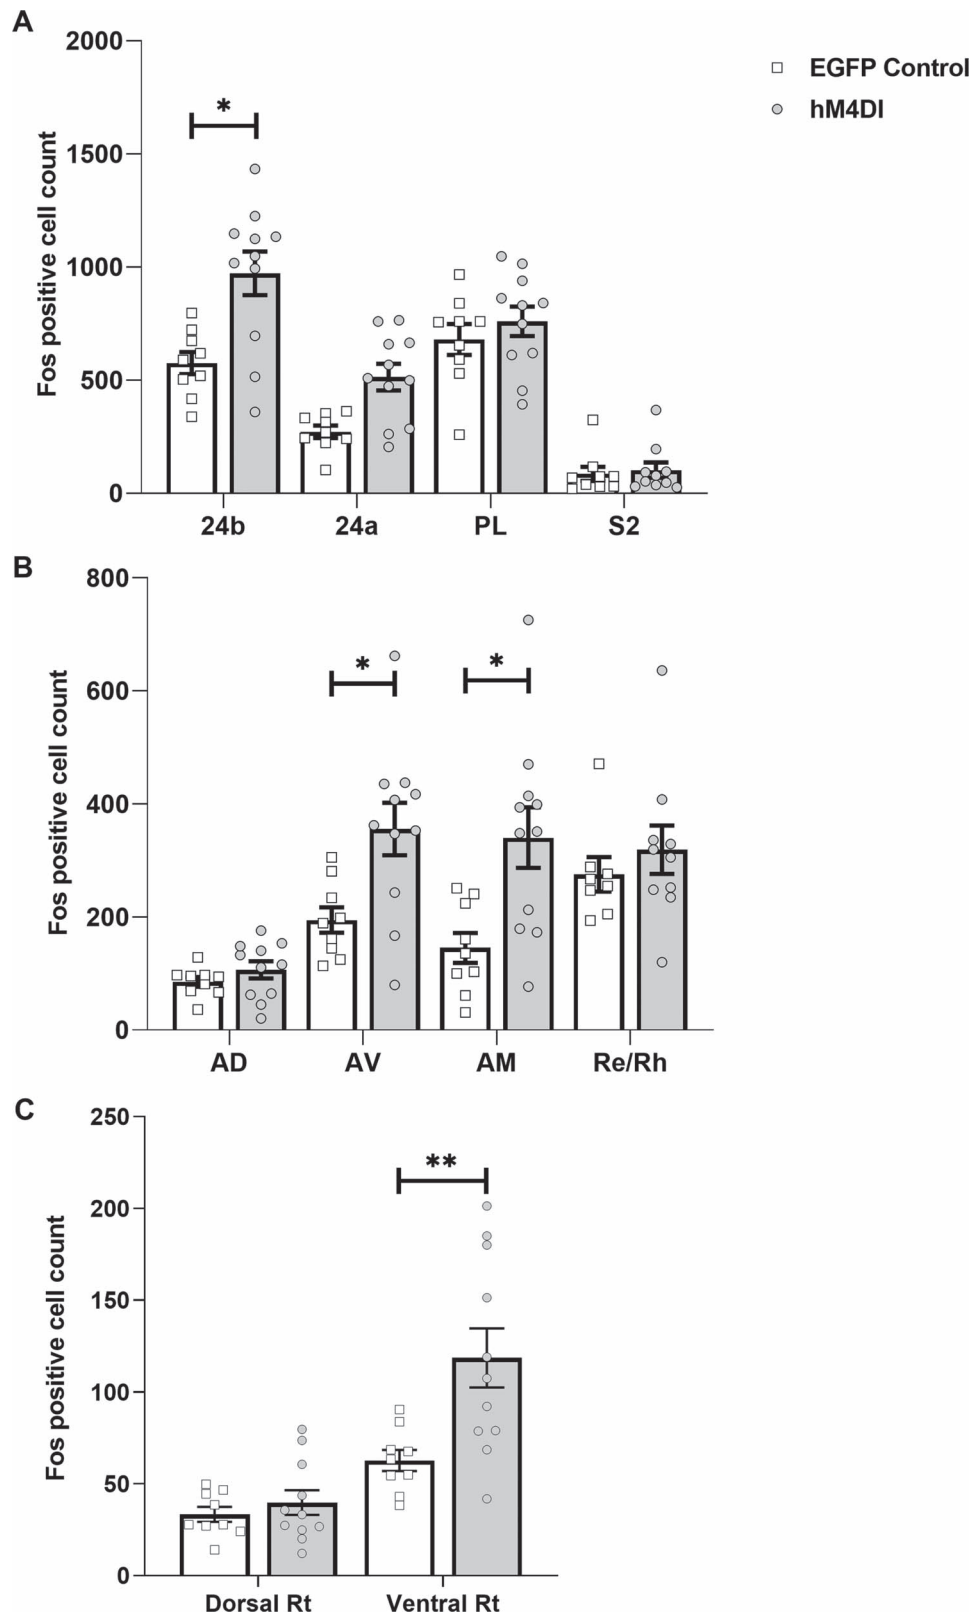 A
2000
1500
1000
500
0
Fos positive cell count
*
24b 24a PL S2
EGFP Control
hM4DI
B
800
600
400
200
0
Fos positive cell count
* *
AD AV AM Re/Rh
C
250
200
150
100
50
0
Fos positive cell count
**
Dorsal Rt Ventral Rt